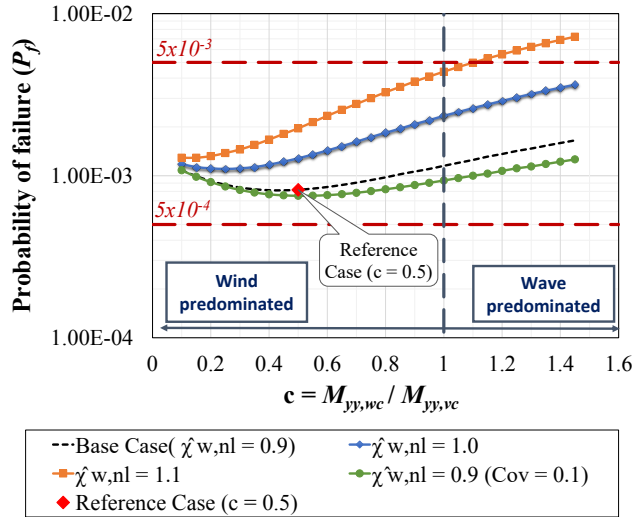 1.00E-02
5x10-3
1.00E-03
5x10-4
1.00E-04
Probability of failure (Pf)
Reference
Case (c = 0.5)
Wind
predominated
Wave
predominated
0 0.2 0.4 0.6 0.8 1 1.2 1.4 1.6
c = Myy,wc / Myy,vc
Base Case( χ̂ w,nl = 0.9)
χ̂ w,nl = 1.0
χ̂ w,nl = 1.1
χ̂ w,nl = 0.9 (Cov = 0.1)
Reference Case (c = 0.5)